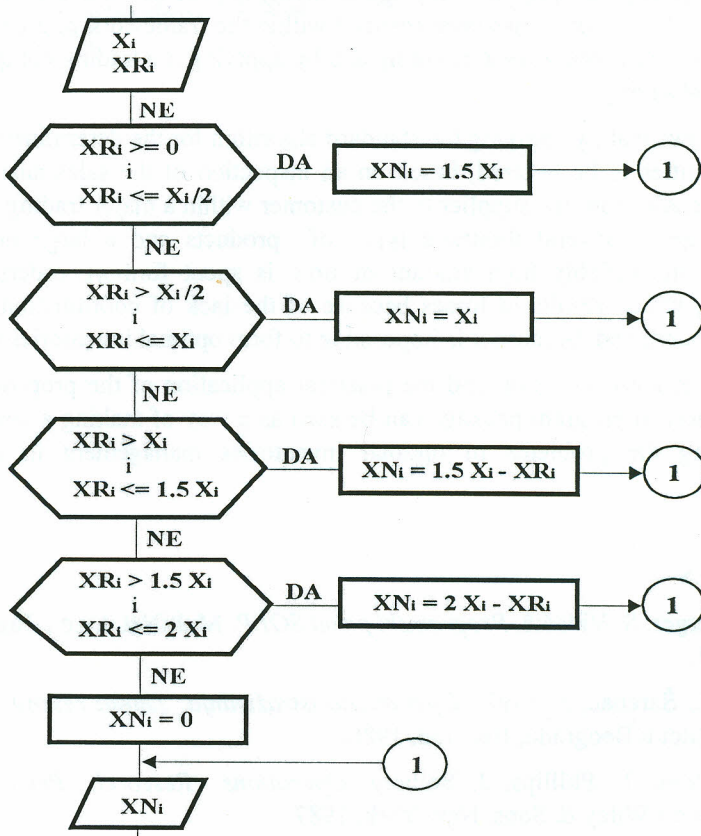 Xi
XRi
NE
XRi >= 0
i
XRi <= Xi/2
DA
XNi = 1.5 Xi
1
NE
XRi > Xi/2
i
XRi <= Xi
DA
XNi = Xi
1
NE
XRi > Xi
i
XRi <= 1.5 Xi
DA
XNi = 1.5 Xi - XRi
1
NE
XRi > 1.5 Xi
i
XRi <= 2 Xi
DA
XNi = 2 Xi - XRi
1
NE
XNi = 0
1
XNi